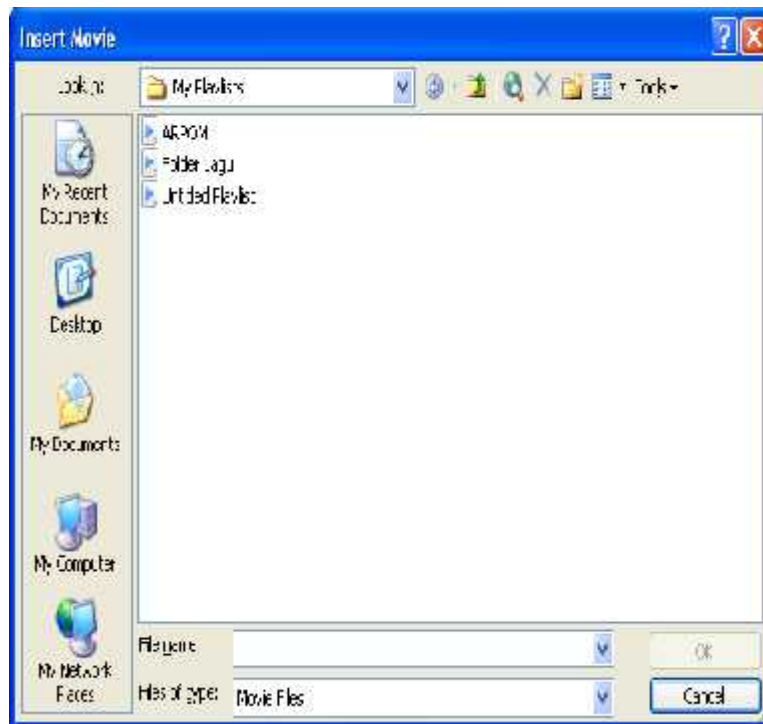 Insert Movie
Look in:
My Playlists
Tools
ARPOM
Folder Lagu
Untitled Playlist
My Recent
Documents
Desktop
My Documents
My Computer
My Network
Places
File name:
OK
Files of type:
Movie Files
Cancel